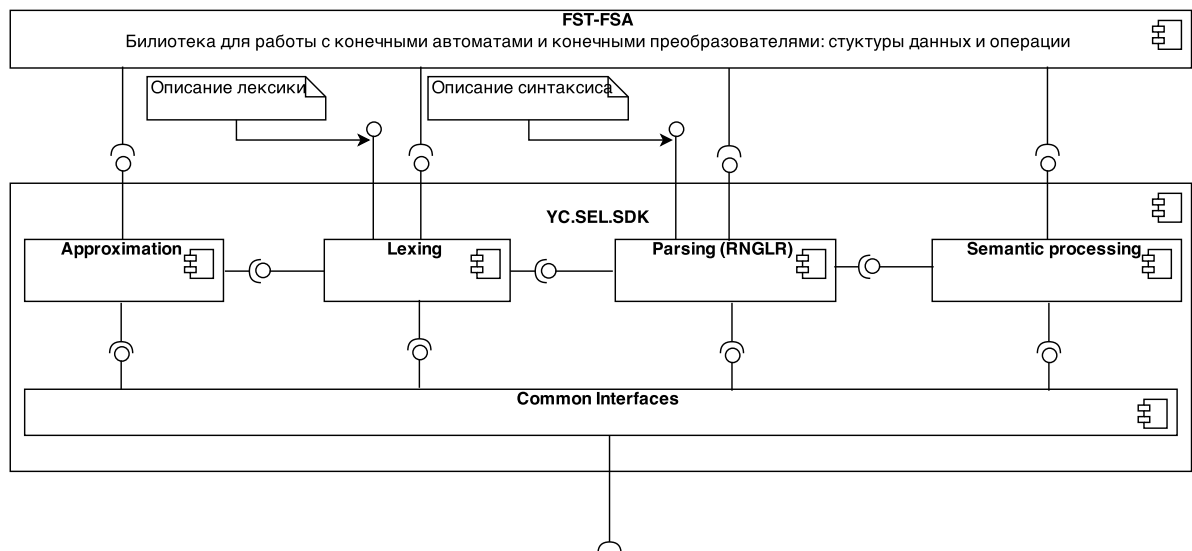 FST-FSA
Билиотека для работы с конечными автоматами и конечными преобразователями: стуктуры данных и операции
Описание лексики
Описание синтаксиса
YC.SEL.SDK
Approximation
Lexing
Parsing (RNGLR)
Semantic processing
Common Interfaces